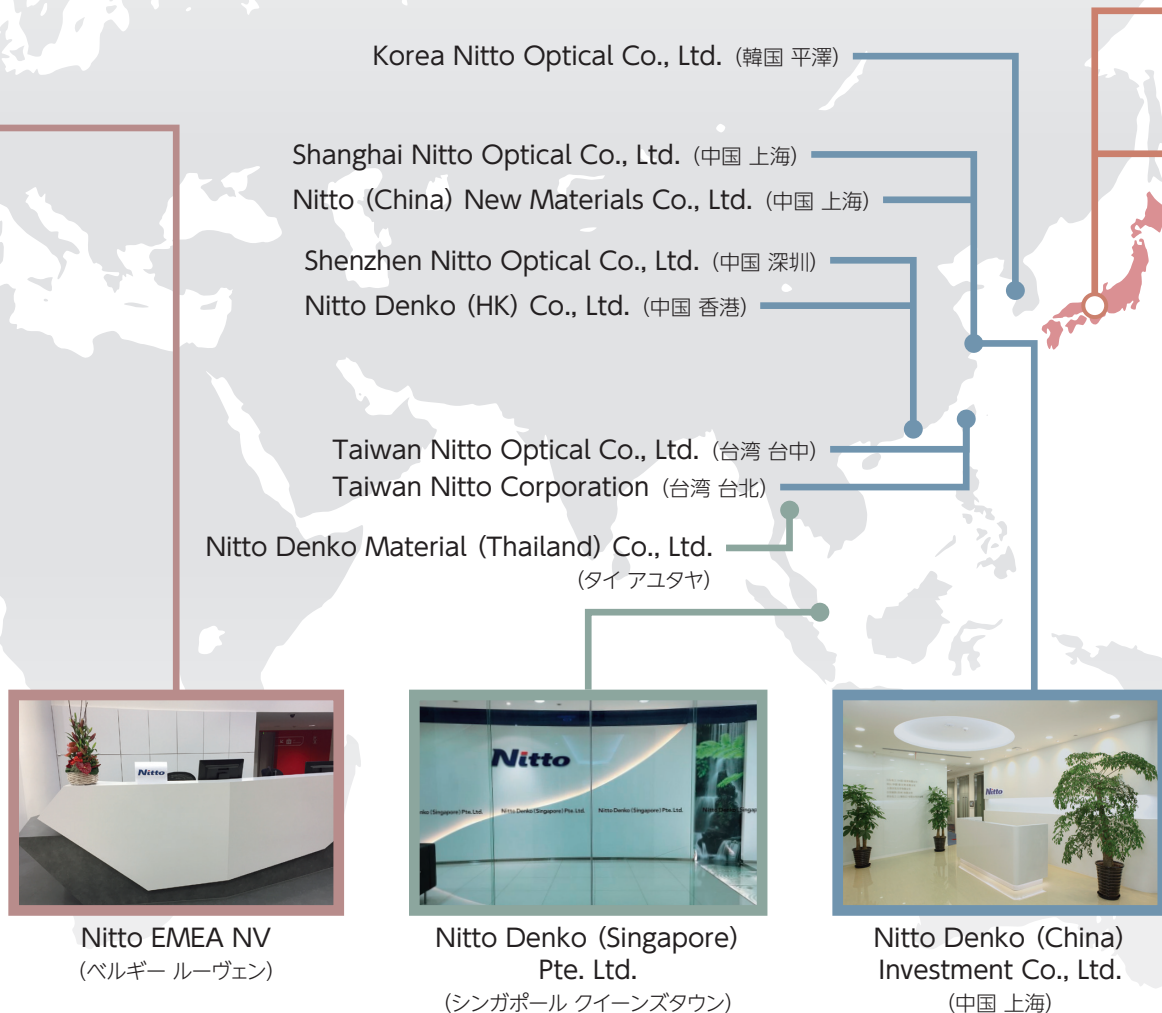 Korea Nitto Optical Co., Ltd.（韓国 平澤）
Shanghai Nitto Optical Co., Ltd.（中国 上海）
Nitto（China）New Materials Co., Ltd.（中国 上海）
Shenzhen Nitto Optical Co., Ltd.（中国 深圳）
Nitto Denko（HK）Co., Ltd.（中国 香港）
Taiwan Nitto Optical Co., Ltd.（台湾 台中）
Taiwan Nitto Corporation（台湾 台北）
Nitto Denko Material（Thailand）Co., Ltd.
（タイ アユタヤ）
Nitto
Nitto
Nitto Denko (Singapore) Pte. Ltd.
Nitto Denko (Singapore) Pte. Ltd.
Nitto
Nitto EMEA NV
（ベルギー ルーヴェン）
Nitto Denko（Singapore）
Pte. Ltd.
（シンガポール クイーンズタウン）
Nitto Denko（China）
Investment Co., Ltd.
（中国 上海）